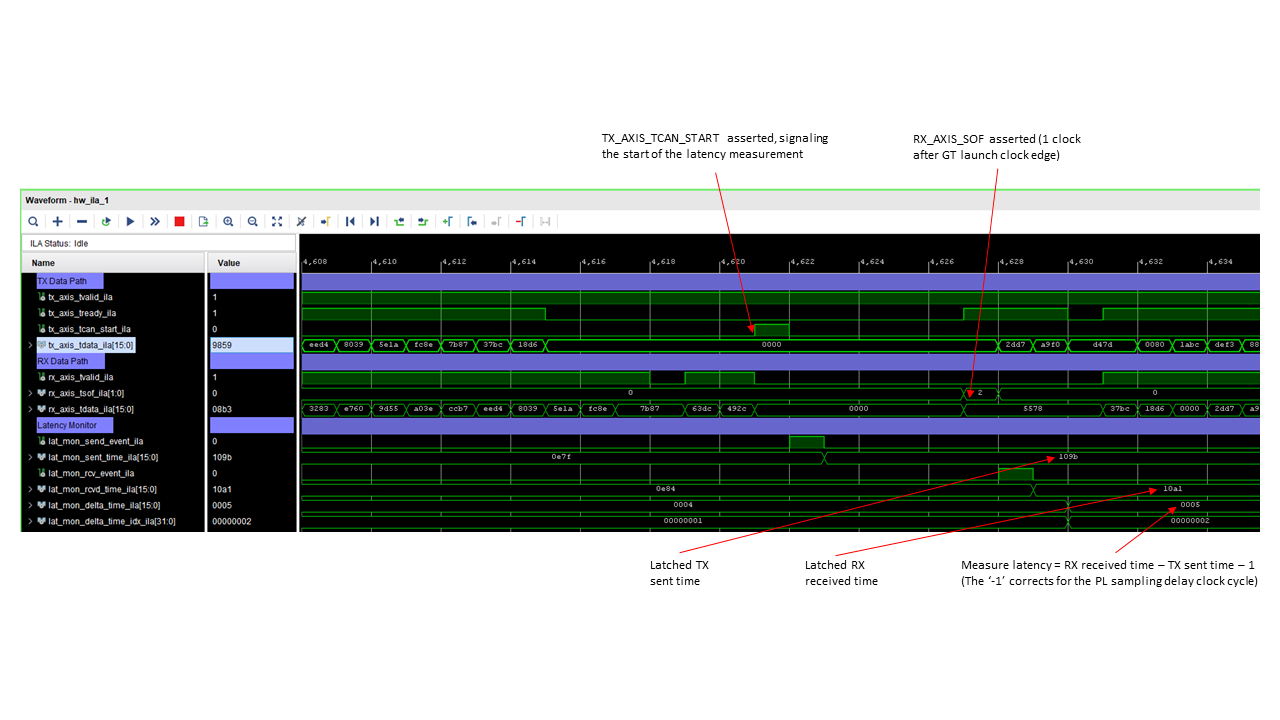 TX_AXIS_TCAN_START asserted, signaling
the start of the latency measurement
RX_AXIS_SOF asserted (1 clock
after GT launch clock edge)
Waveform - hw_ila_1
ILA Status: Idle
Name Value
4,608 4,610 4,612 4,614 4,616 4,618 4,620 4,622 4,624 4,626 4,628 4,630 4,632 4,634
TX Data Path
tx_axis_tvalid_ila 1
tx_axis_tready_ila 1
tx_axis_tcan_start_ila 0
tx_axis_tdata_ila[15:0] 9859 eed4 8039 5e1a fc8e 7b87 37bc 18d6 0000 2dd7 a9f0 d47d 0080 1abc def3 88
RX Data Path
rx_axis_tvalid_ila 1
rx_axis_tsof_ila[1:0] 0 0 2 0
rx_axis_tdata_ila[15:0] 08b3 3283 e760 9d55 a03e ccb7 eed4 8039 5e1a fc8e 7b87 63dc 492c 0000 5578 37bc 18d6 0000 2dd7 a9
Latency Monitor
lat_mon_send_event_ila 0
lat_mon_sent_time_ila[15:0] 109b 0e7f 109b
lat_mon_rcv_event_ila 0
lat_mon_rcvd_time_ila[15:0] 10a1 0e84 10a1
lat_mon_delta_time_ila[15:0] 0005 0004 0005
lat_mon_delta_time_idx_ila[31:0] 00000002 00000001 00000002
Latched TX
sent time
Latched RX
received time
Measure latency = RX received time – TX sent time – 1
(The ‘-1’ corrects for the PL sampling delay clock cycle)